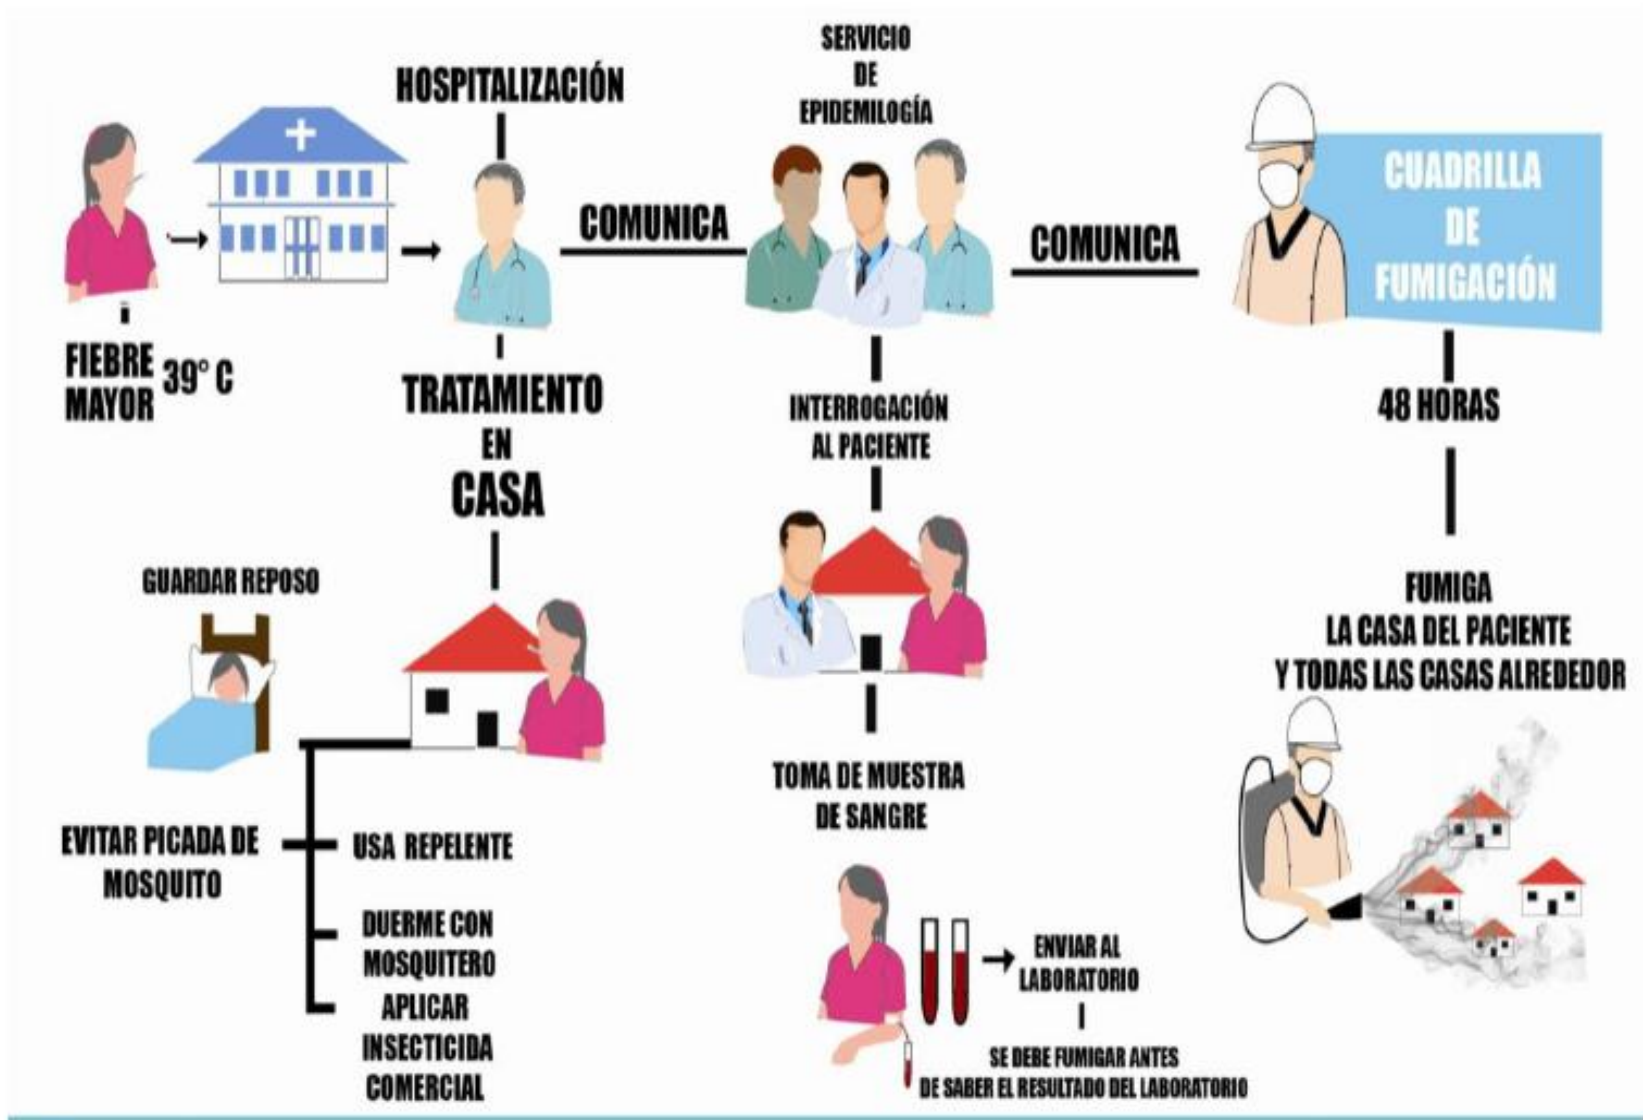 HOSPITALIZACIÓN
SERVICIO
DE
EPIDEMILOGÍA
COMUNICA
COMUNICA
CUADRILLA
DE
FUMIGACIÓN
FIEBRE
MAYOR
39° C
TRATAMIENTO
EN
CASA
INTERROGACIÓN
AL PACIENTE
48 HORAS
GUARDAR REPOSO
FUMIGA
LA CASA DEL PACIENTE
Y TODAS LAS CASAS ALREDEDOR
TOMA DE MUESTRA
DE SANGRE
EVITAR PICADA DE
MOSQUITO
USA REPELENTE
DUERME CON
MOSQUITERO
APLICAR
INSECTICIDA
COMERCIAL
ENVIAR AL
LABORATORIO
SE DEBE FUMIGAR ANTES
DE SABER EL RESULTADO DEL LABORATORIO